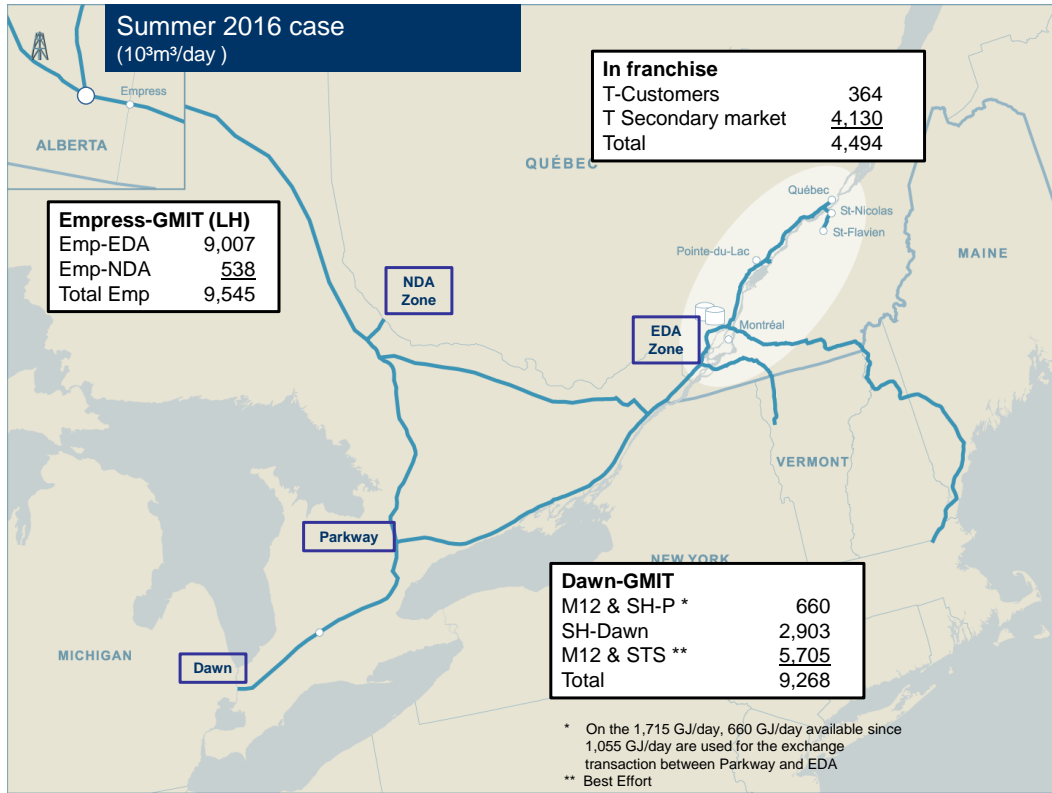 Summer 2016 case
(10³m³/day )
Empress
ALBERTA
In franchise
T-Customers 364
T Secondary market 4,130
Total 4,494
QUÉBEC
Québec
St-Nicolas
St-Flavien
Pointe-du-Lac
MAINE
Empress-GMIT (LH)
Emp-EDA 9,007
Emp-NDA 538
Total Emp 9,545
NDA
Zone
EDA
Zone
Montréal
VERMONT
Parkway
NEW YORK
Dawn-GMIT
M12 & SH-P * 660
SH-Dawn 2,903
M12 & STS ** 5,705
Total 9,268
MICHIGAN
Dawn
* On the 1,715 GJ/day, 660 GJ/day available since
1,055 GJ/day are used for the exchange
transaction between Parkway and EDA
** Best Effort